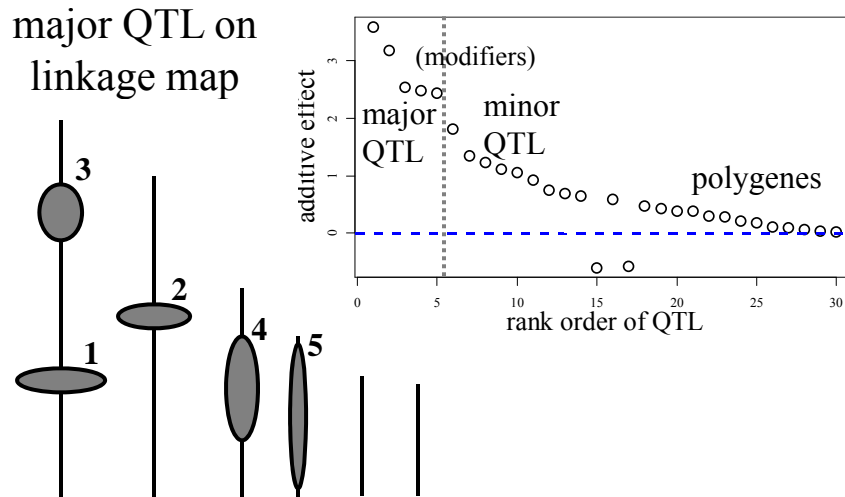 major QTL on
linkage map
3
2
1
4
5
additive effect
3
2
1
0
(modifiers)
major
QTL
minor
QTL
polygenes
0 5 10 15 20 25 30
rank order of QTL